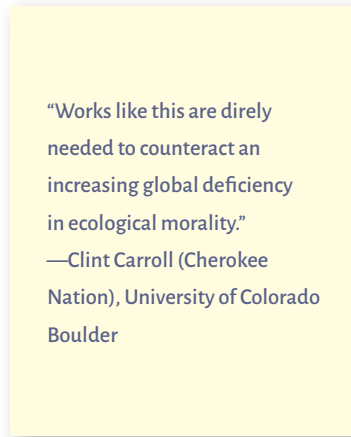 “Works like this are direly
needed to counteract an
increasing global deficiency
in ecological morality.”
—Clint Carroll (Cherokee
Nation), University of Colorado
Boulder